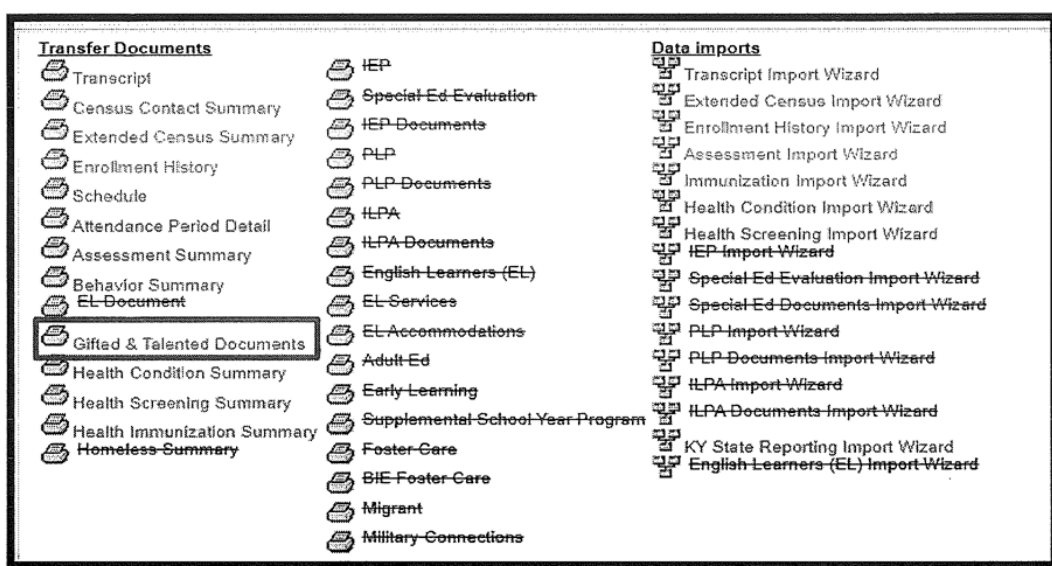 Transfer Documents
Transcript
Census Contact Summary
Extended Census Summary
Enrollment History
Schedule
Attendance Period Detail
Assessment Summary
Behavior Summary
EL Document
Gifted & Talented Documents
Health Condition Summary
Health Screening Summary
Health Immunization Summary
Homeless Summary
IEP
Special Ed Evaluation
IEP Documents
PLP
PLP Documents
ILPA
ILPA Documents
English Learners (EL)
EL Services
EL Accommodations
Adult Ed
Early Learning
Supplemental School Year Program
Foster Care
BIE Foster Care
Migrant
Military Connections
Data imports
Transcript Import Wizard
Extended Census Import Wizard
Enrollment History Import Wizard
Assessment Import Wizard
Immunization Import Wizard
Health Condition Import Wizard
Health Screening Import Wizard
IEP Import Wizard
Special Ed Evaluation Import Wizard
Special Ed Documents Import Wizard
PLP Import Wizard
PLP Documents Import Wizard
ILPA Import Wizard
ILPA Documents Import Wizard
KY State Reporting Import Wizard
English Learners (EL) Import Wizard